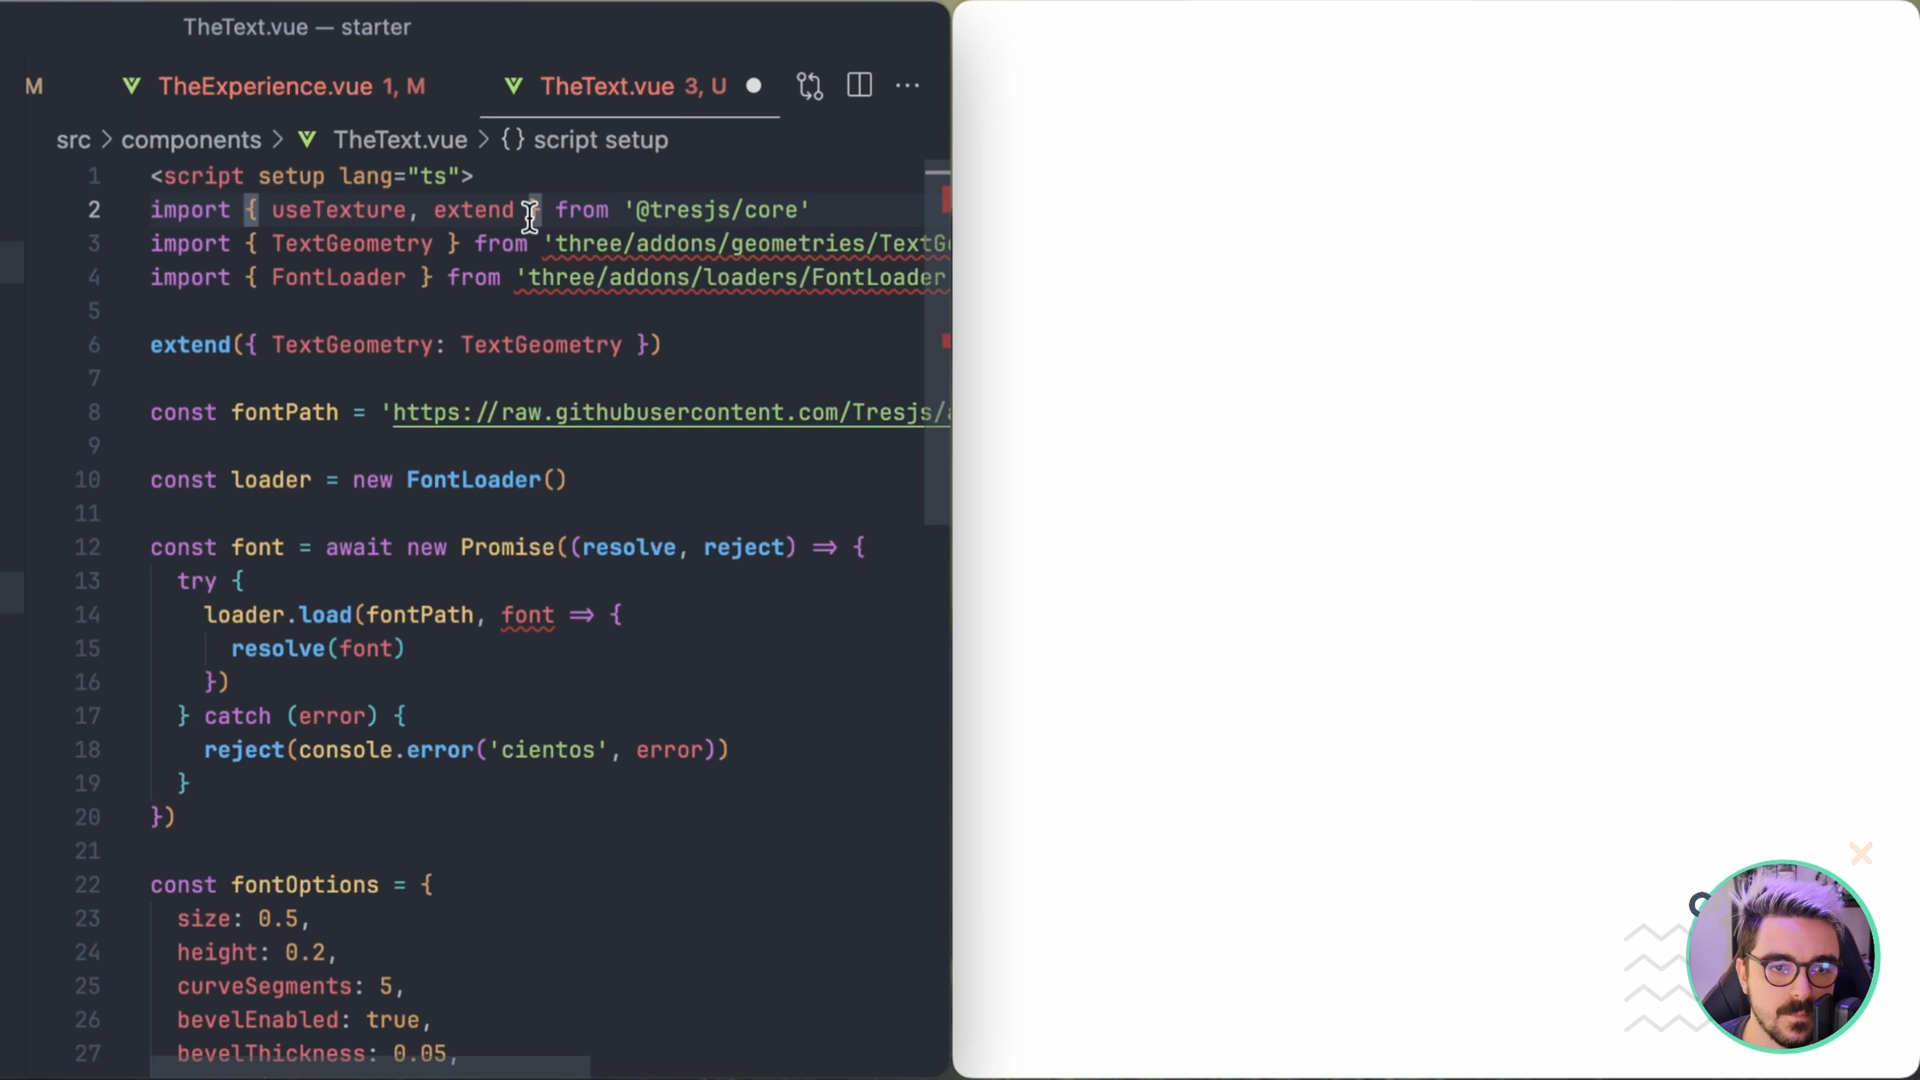 TheText.vue — starter
M TheExperience.vue 1, M TheText.vue 3, U
src > components > TheText.vue > {} script setup
1 <script setup lang="ts">
2 import { useTexture, extend } from '@tresjs/core'
3 import { TextGeometry } from 'three/addons/geometries/TextGe
4 import { FontLoader } from 'three/addons/loaders/FontLoader
5
6 extend({ TextGeometry: TextGeometry })
7
8 const fontPath = 'https://raw.githubusercontent.com/Tresjs/a
9
10 const loader = new FontLoader()
11
12 const font = await new Promise((resolve, reject) => {
13 try {
14 loader.load(fontPath, font => {
15 resolve(font)
16 })
17 } catch (error) {
18 reject(console.error('cientos', error))
19 }
20 })
21
22 const fontOptions = {
23 size: 0.5,
24 height: 0.2,
25 curveSegments: 5,
26 bevelEnabled: true,
27 bevelThickness: 0.05,